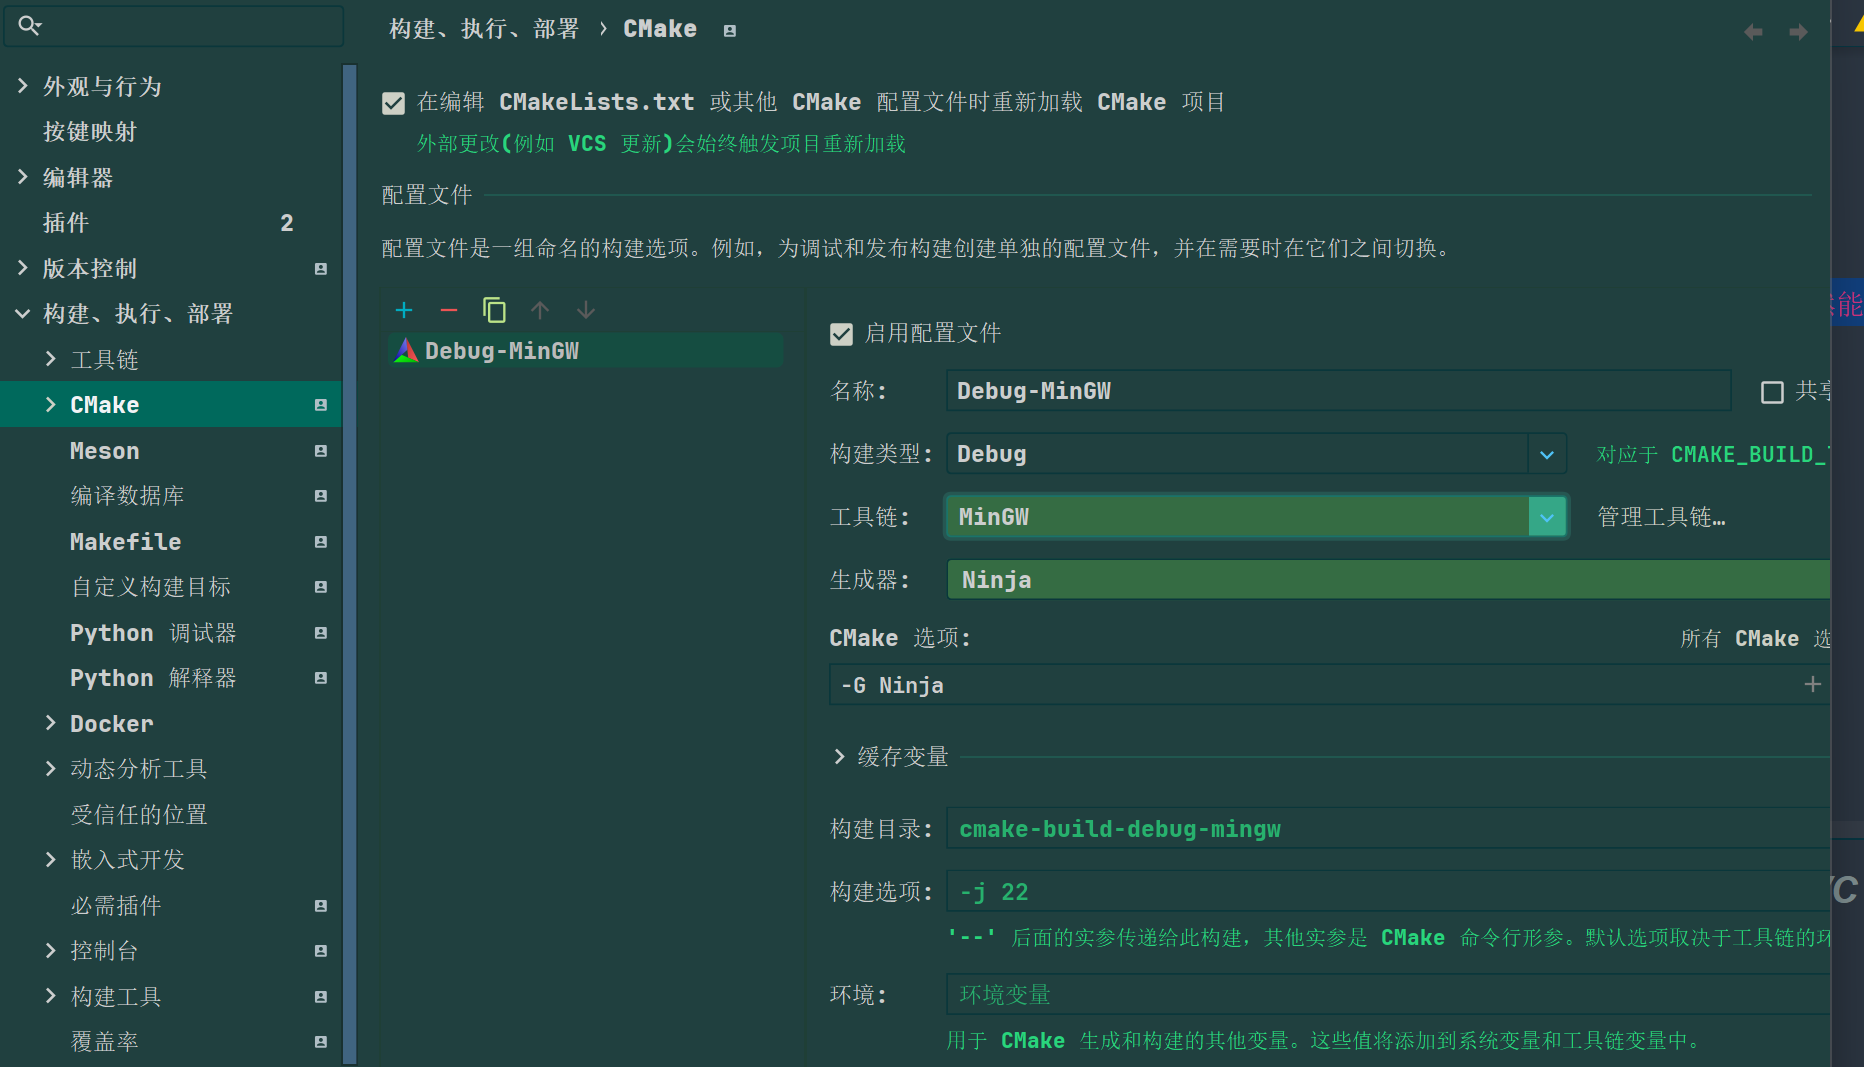 构建、执行、部署 › CMake
外观与行为
按键映射
编辑器
插件 2
版本控制
构建、执行、部署
工具链
CMake
Meson
编译数据库
Makefile
自定义构建目标
Python 调试器
Python 解释器
Docker
动态分析工具
受信任的位置
嵌入式开发
必需插件
控制台
构建工具
覆盖率
在编辑 CMakeLists.txt 或其他 CMake 配置文件时重新加载 CMake 项目
外部更改(例如 VCS 更新)会始终触发项目重新加载
配置文件
配置文件是一组命名的构建选项。例如，为调试和发布构建创建单独的配置文件，并在需要时在它们之间切换。
Debug-MinGW
启用配置文件
名称: Debug-MinGW 共享
构建类型: Debug 对应于 CMAKE_BUILD_
工具链: MinGW 管理工具链…
生成器: Ninja
CMake 选项: 所有 CMake 选
-G Ninja
缓存变量
构建目录: cmake-build-debug-mingw
构建选项: -j 22
'--' 后面的实参传递给此构建，其他实参是 CMake 命令行形参。默认选项取决于工具链的环
环境: 环境变量
用于 CMake 生成和构建的其他变量。这些值将添加到系统变量和工具链变量中。
能
C